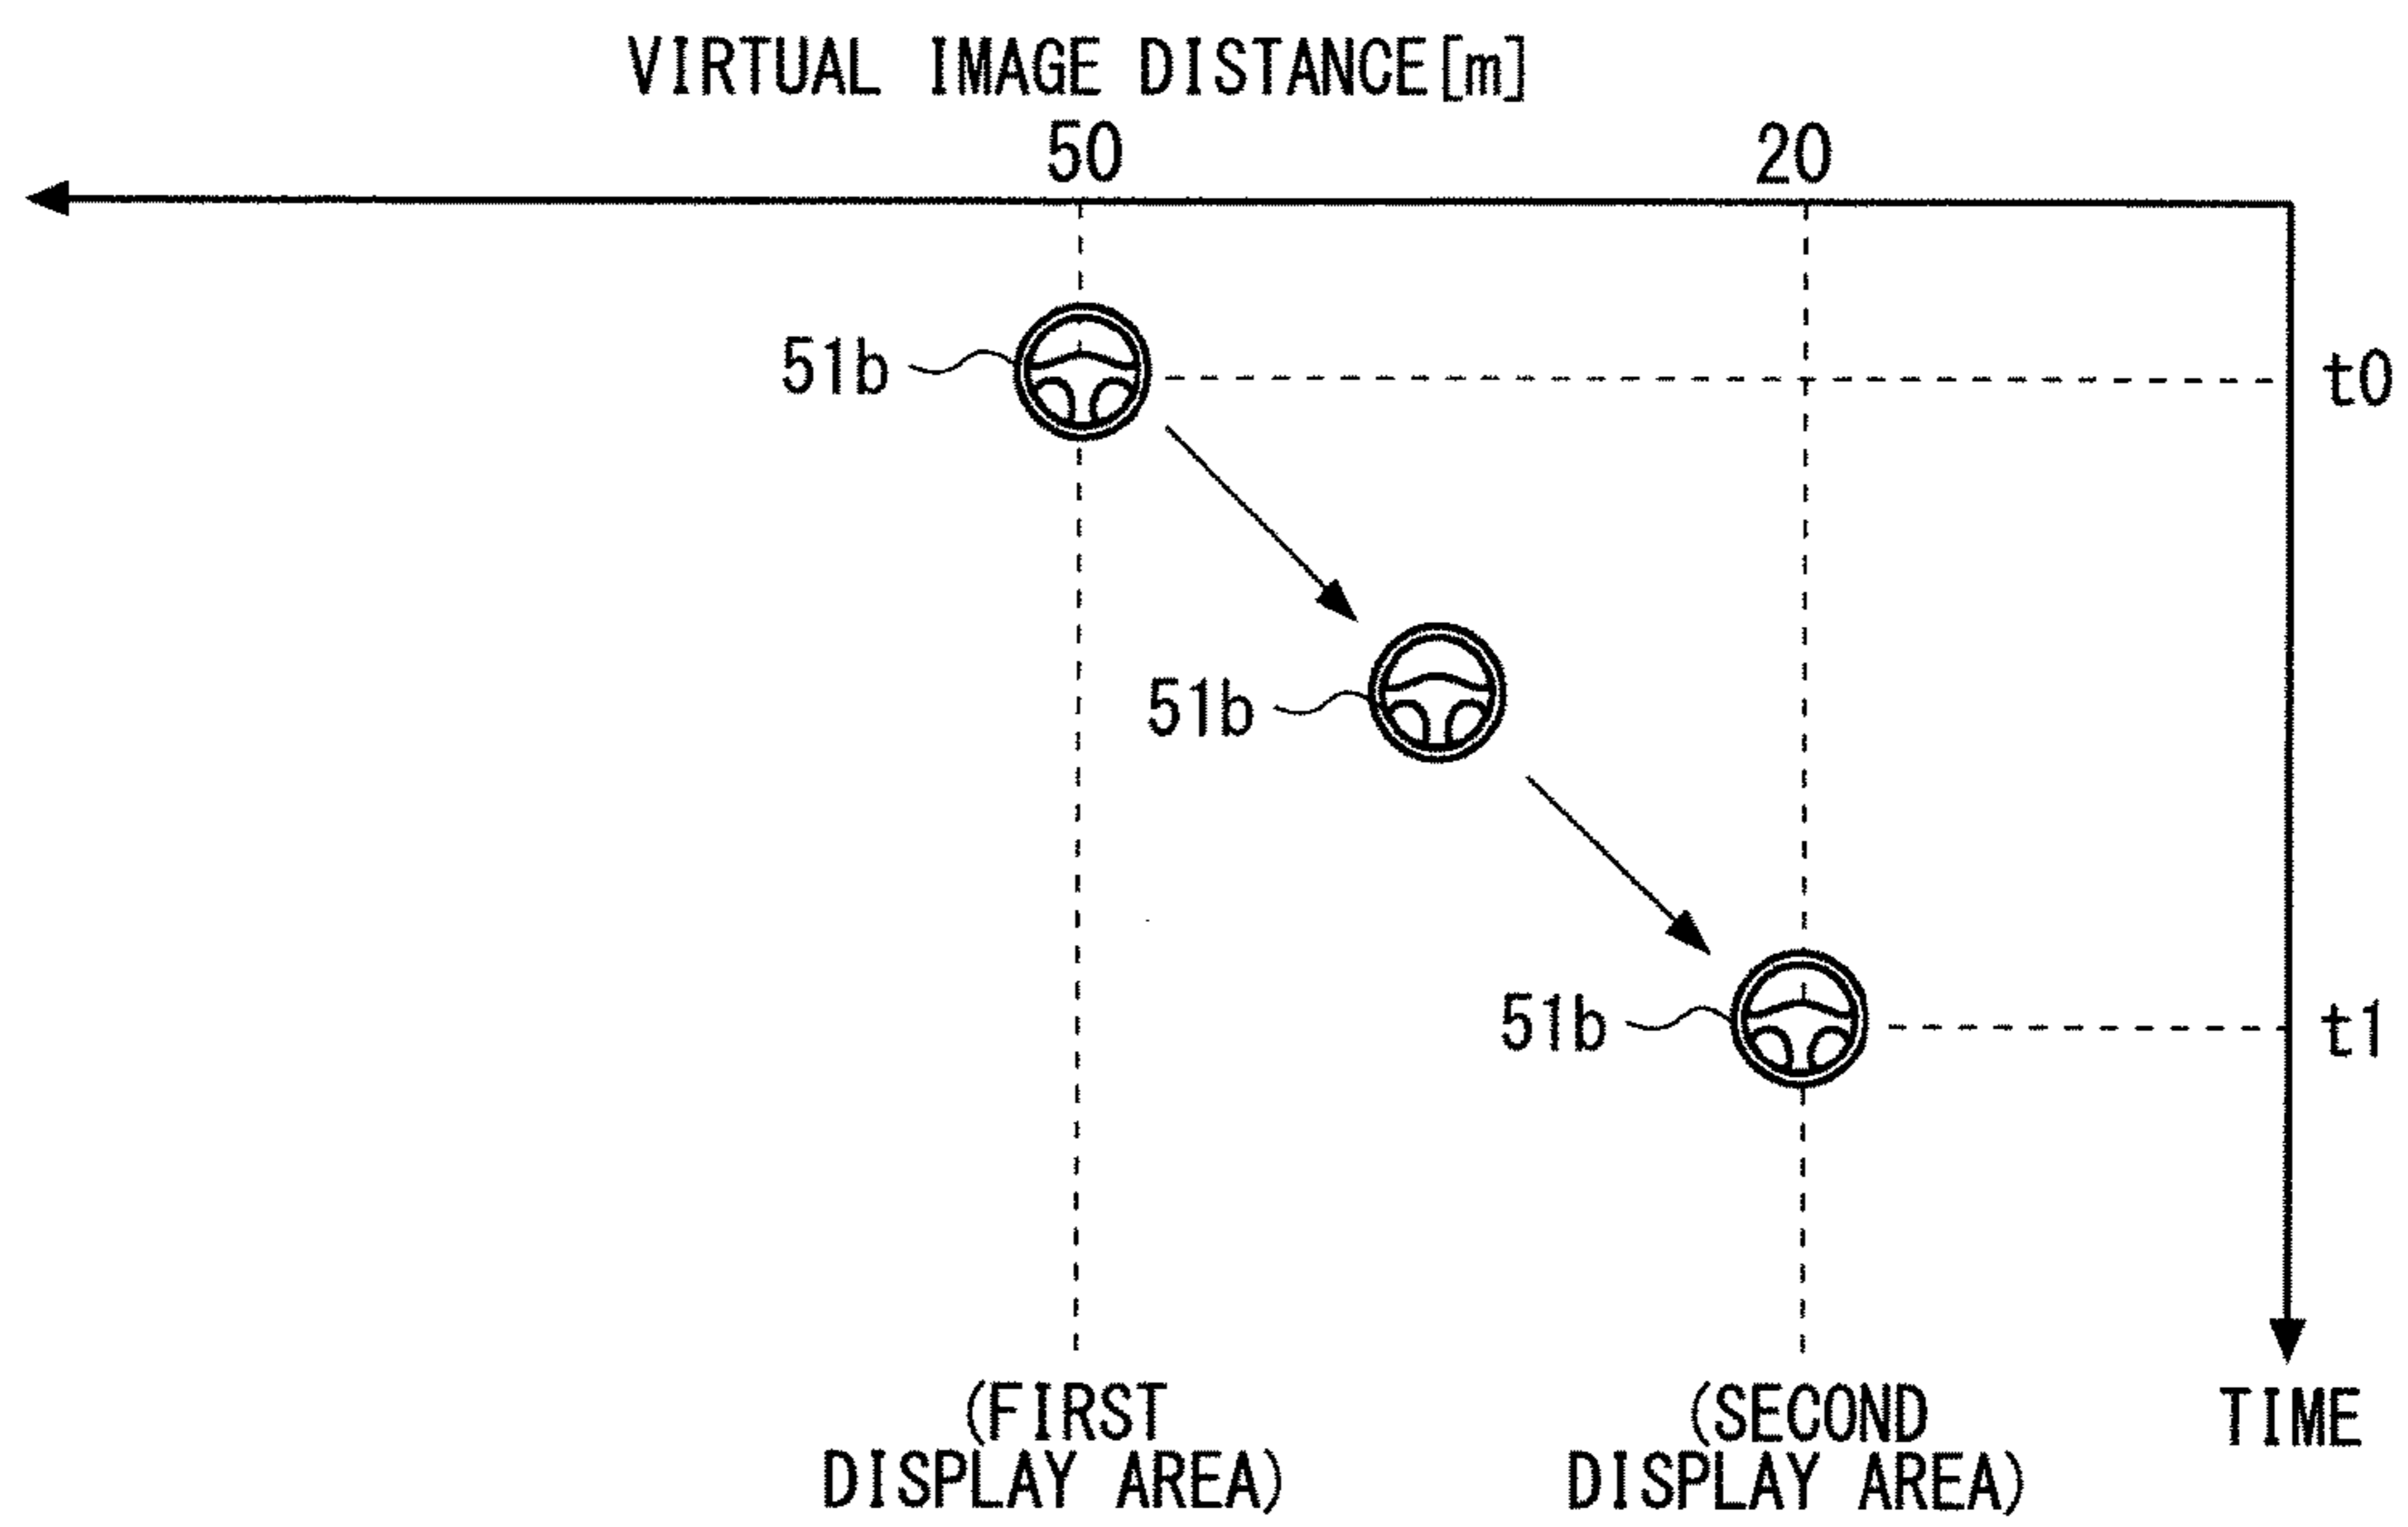 VIRTUAL IMAGE DISTANCE[m]
50
20
51b
t0
51b
51b
t1
(FIRST
DISPLAY AREA)
(SECOND
DISPLAY AREA)
TIME